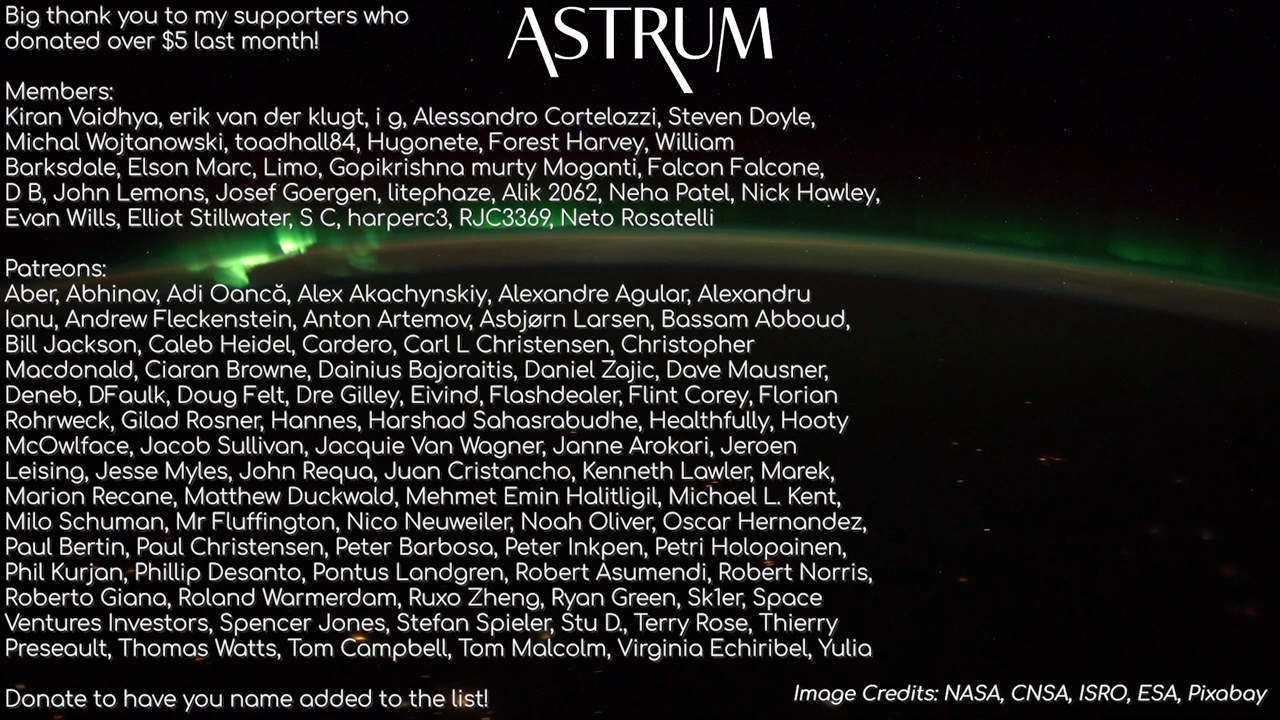 Big thank you to my supporters who
donated over $5 last month!
ASTRUM
Members:
Kiran Vaidhya, erik van der klugt, i g, Alessandro Cortelazzi, Steven Doyle,
Michal Wojtanowski, toadhall84, Hugonete, Forest Harvey, William
Barksdale, Elson Marc, Limo, Gopikrishna murty Moganti, Falcon Falcone,
D B, John Lemons, Josef Goergen, litephaze, Alik 2062, Neha Patel, Nick Hawley,
Evan Wills, Elliot Stillwater, S C, harperc3, RJC3369, Neto Rosatelli
Patreons:
Aber, Abhinav, Adi Oancă, Alex Akachynskiy, Alexandre Agular, Alexandru
Ianu, Andrew Fleckenstein, Anton Artemov, Asbjørn Larsen, Bassam Abboud,
Bill Jackson, Caleb Heidel, Cardero, Carl L Christensen, Christopher
Macdonald, Ciaran Browne, Dainius Bajoraitis, Daniel Zajic, Dave Mausner,
Deneb, DFaulk, Doug Felt, Dre Gilley, Eivind, Flashdealer, Flint Corey, Florian
Rohrweck, Gilad Rosner, Hannes, Harshad Sahasrabudhe, Healthfully, Hooty
McOwlface, Jacob Sullivan, Jacquie Van Wagner, Janne Arokari, Jeroen
Leising, Jesse Myles, John Requa, Juan Cristancho, Kenneth Lawler, Marek,
Marion Recane, Matthew Duckwald, Mehmet Emin Halitligil, Michael L. Kent,
Milo Schuman, Mr Fluffington, Nico Neuweiler, Noah Oliver, Oscar Hernandez,
Paul Bertin, Paul Christensen, Peter Barbosa, Peter Inkpen, Petri Holopainen,
Phil Kurjan, Phillip Desanto, Pontus Landgren, Robert Asumendi, Robert Norris,
Roberto Giana, Roland Warmerdam, Ruxo Zheng, Ryan Green, Sk1er, Space
Ventures Investors, Spencer Jones, Stefan Spieler, Stu D., Terry Rose, Thierry
Preseault, Thomas Watts, Tom Campbell, Tom Malcolm, Virginia Echiribel, Yulia
Donate to have you name added to the list!
Image Credits: NASA, CNSA, ISRO, ESA, Pixabay